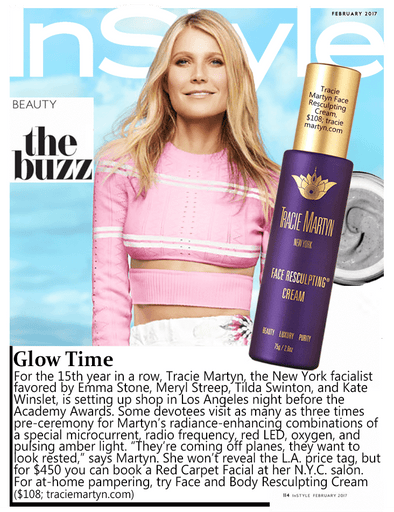 FEBRUARY 2017
InStyle
BEAUTY
the
buzz
Tracie
Martyn Face
Resculpting
Cream,
$108; tracie
martyn.com
TRACIE MARTYN
NEW YORK
FACE RESCULPTING®
CREAM
BEAUTY LUXURY PURITY
75g / 2.6oz
Glow Time
For the 15th year in a row, Tracie Martyn, the New York facialist
favored by Emma Stone, Meryl Streep, Tilda Swinton, and Kate
Winslet, is setting up shop in Los Angeles night before the
Academy Awards. Some devotees visit as many as three times
pre-ceremony for Martyn's radiance-enhancing combinations of
a special microcurrent, radio frequency, red LED, oxygen, and
pulsing amber light. "They're coming off planes, they want to
look rested," says Martyn. She won't reveal the L.A. price tag, but
for $450 you can book a Red Carpet Facial at her N.Y.C. salon.
For at-home pampering, try Face and Body Resculpting Cream
($108; traciemartyn.com)
114 INSTYLE FEBRUARY 2017